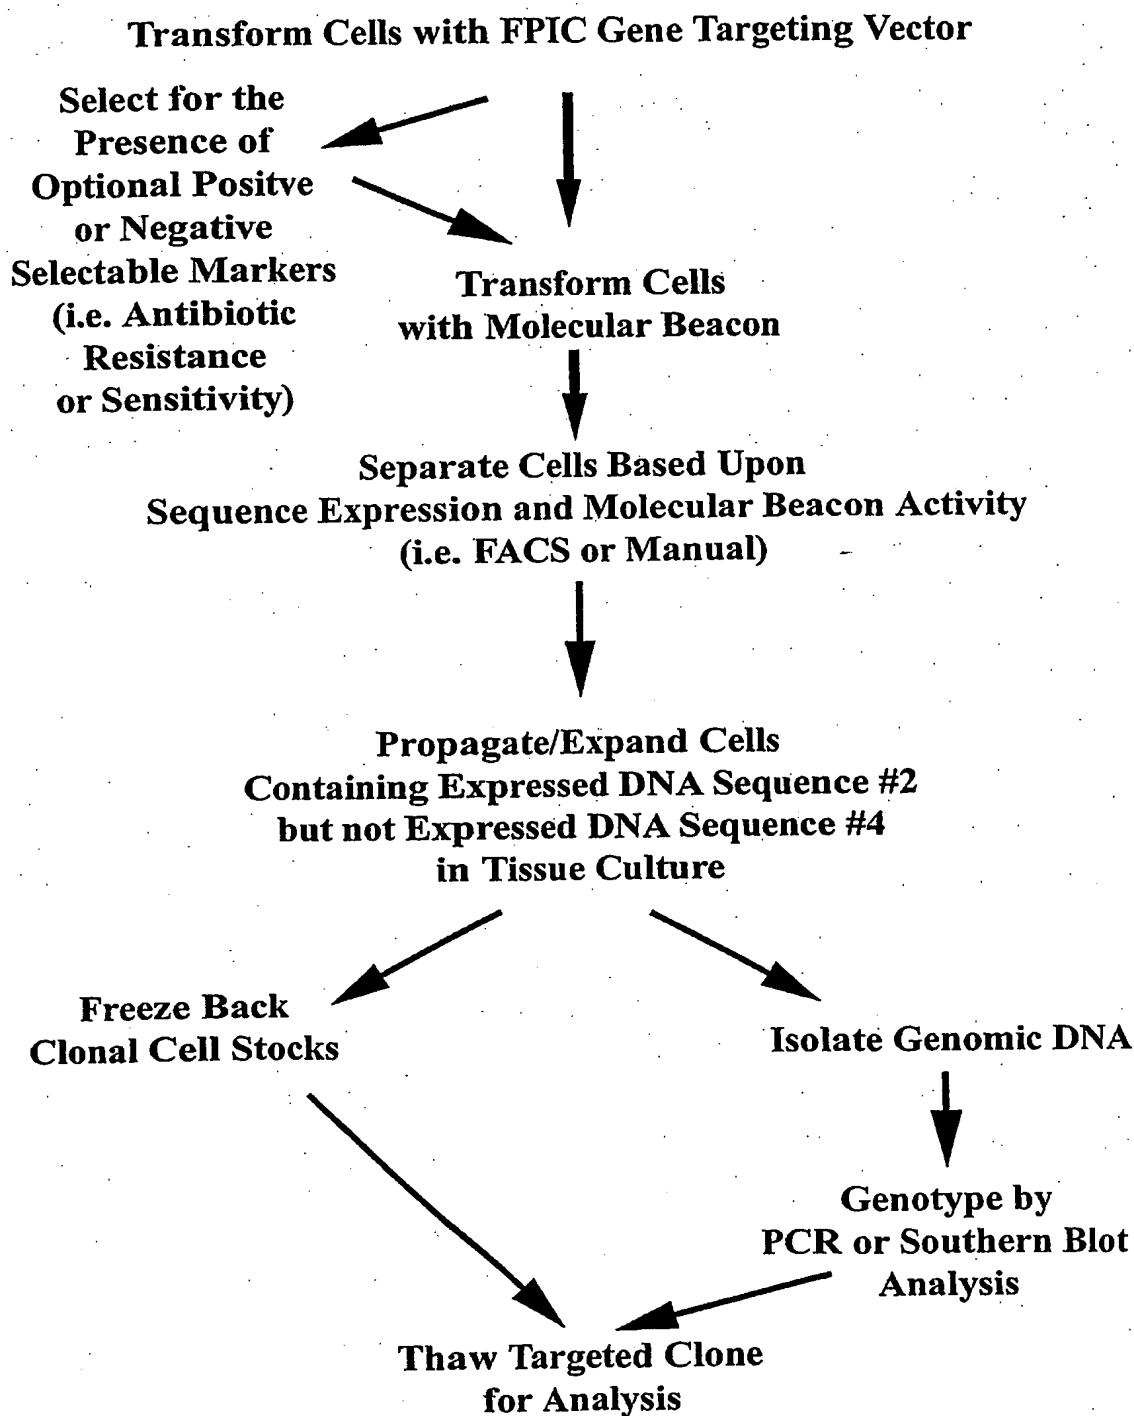 Transform Cells with FPIC Gene Targeting Vector
Select for the
Presence of
Optional Positve
or Negative
Selectable Markers
(i.e. Antibiotic
Resistance
or Sensitivity)
Transform Cells
with Molecular Beacon
Separate Cells Based Upon
Sequence Expression and Molecular Beacon Activity
(i.e. FACS or Manual)
Propagate/Expand Cells
Containing Expressed DNA Sequence #2
but not Expressed DNA Sequence #4
in Tissue Culture
Freeze Back
Clonal Cell Stocks
Isolate Genomic DNA
Genotype by
PCR or Southern Blot
Analysis
Thaw Targeted Clone
for Analysis